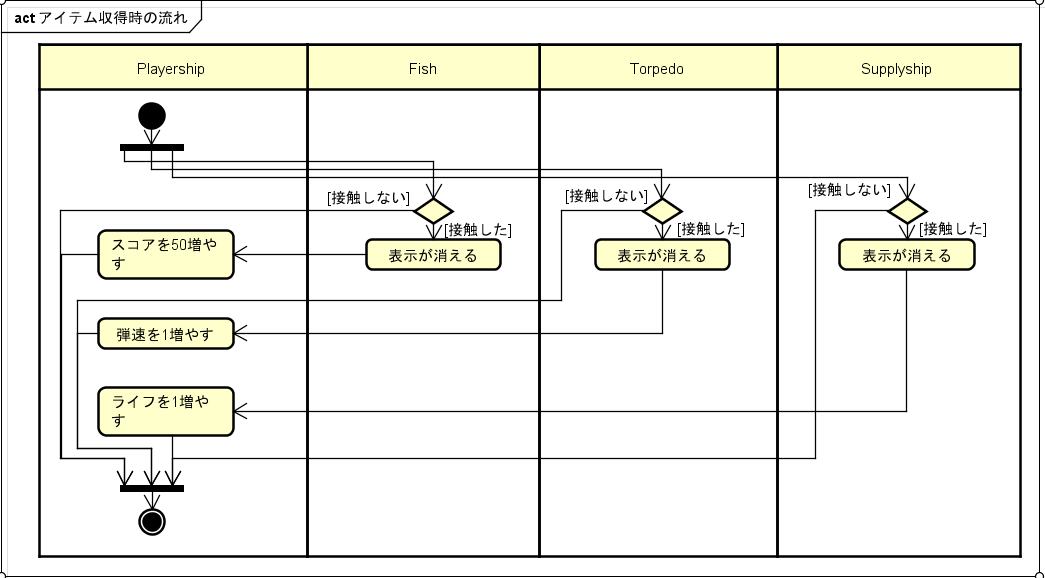 act アイテム収得時の流れ
Playership
Fish
Torpedo
Supplyship
[接触しない]
[接触しない]
[接触しない]
[接触した]
[接触した]
[接触した]
スコアを50増や
す
表示が消える
表示が消える
表示が消える
弾速を1増やす
ライフを1増や
す